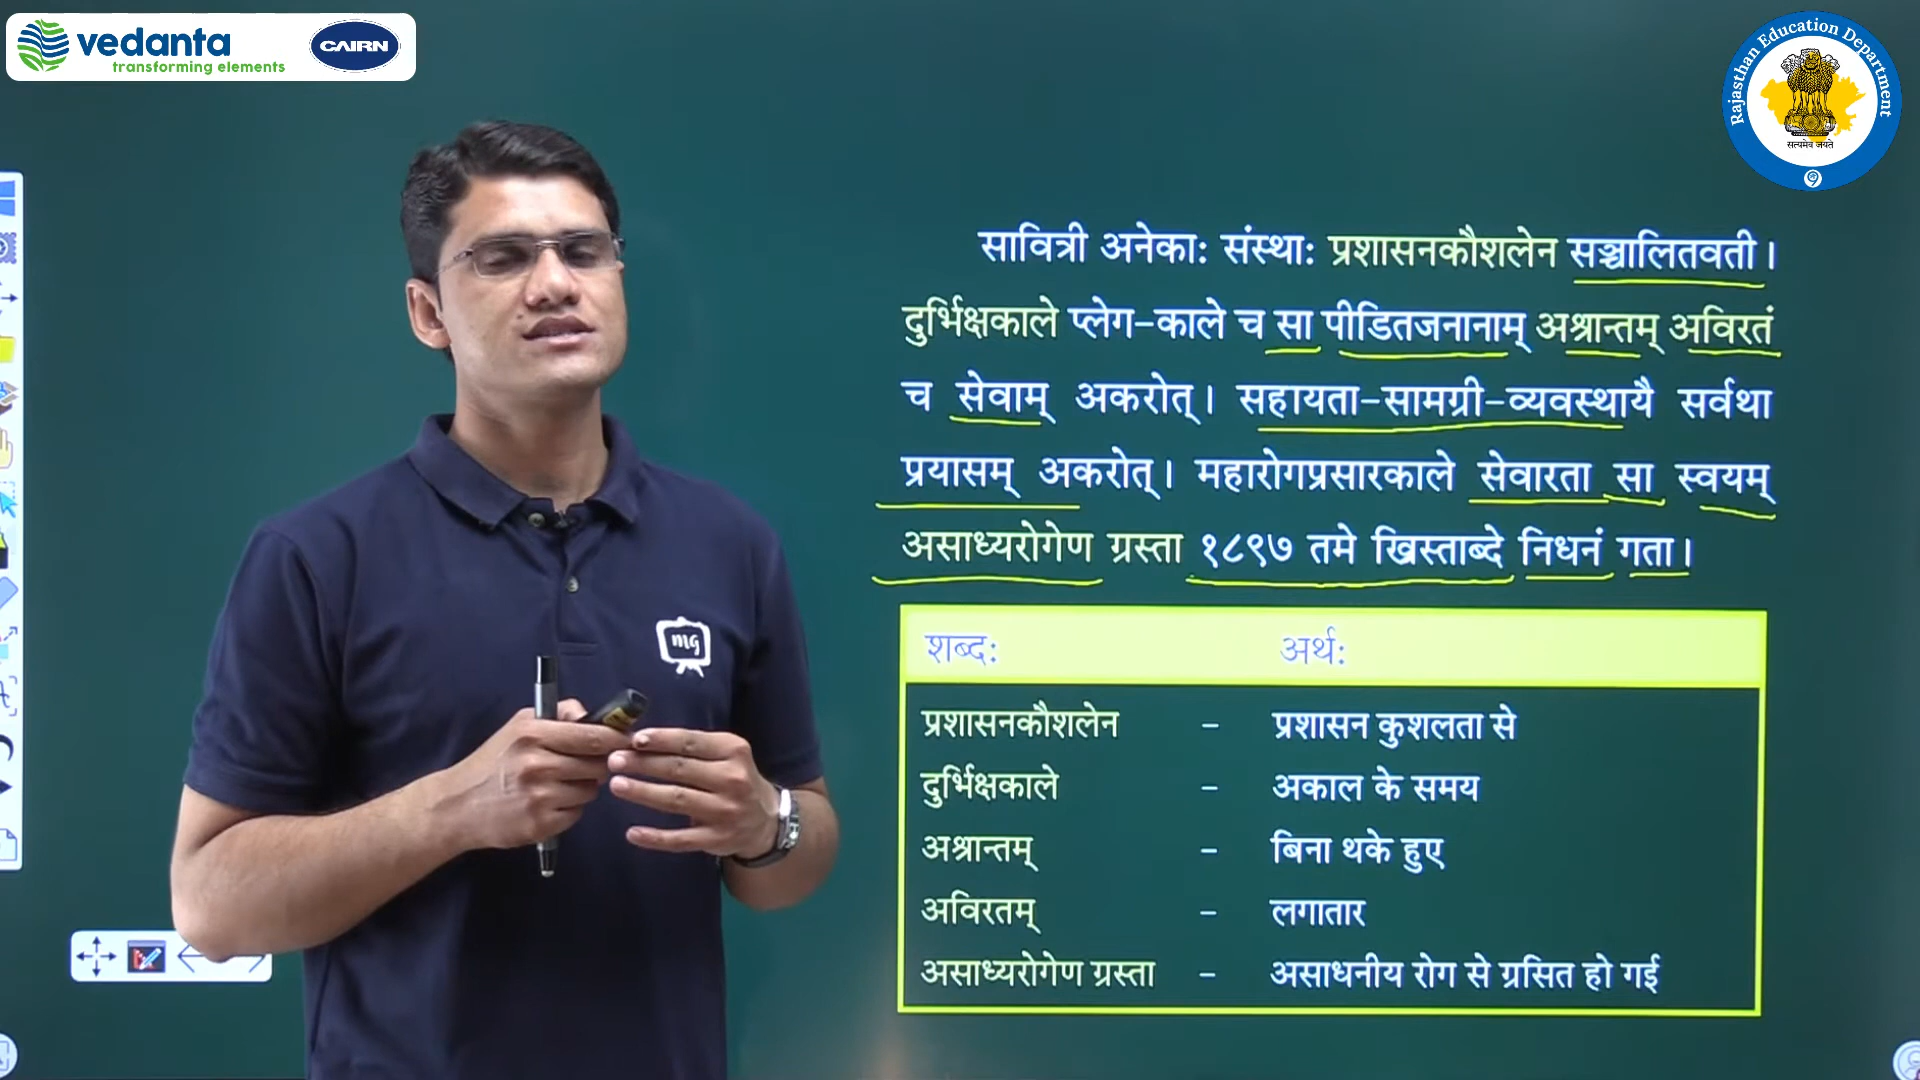 vedanta
transforming elements
CAIRN
Rajasthan Education Department
सत्यमेव जयते
सावित्री अनेकाः संस्थाः प्रशासनकौशलेन सञ्चालितवती।
दुर्भिक्षकाले प्लेग-काले च सा पीडितजनानाम् अश्रान्तम् अविरतं
च सेवाम् अकरोत्। सहायता-सामग्री-व्यवस्थायै सर्वथा
प्रयासम् अकरोत्। महारोगप्रसारकाले सेवारता सा स्वयम्
असाध्यरोगेण ग्रस्ता १८९७ तमे ख्रिस्ताब्दे निधनं गता।
शब्दः अर्थः
प्रशासनकौशलेन - प्रशासन कुशलता से
दुर्भिक्षकाले - अकाल के समय
अश्रान्तम् - बिना थके हुए
अविरतम् - लगातार
असाध्यरोगेण ग्रस्ता - असाधनीय रोग से ग्रसित हो गई
mg